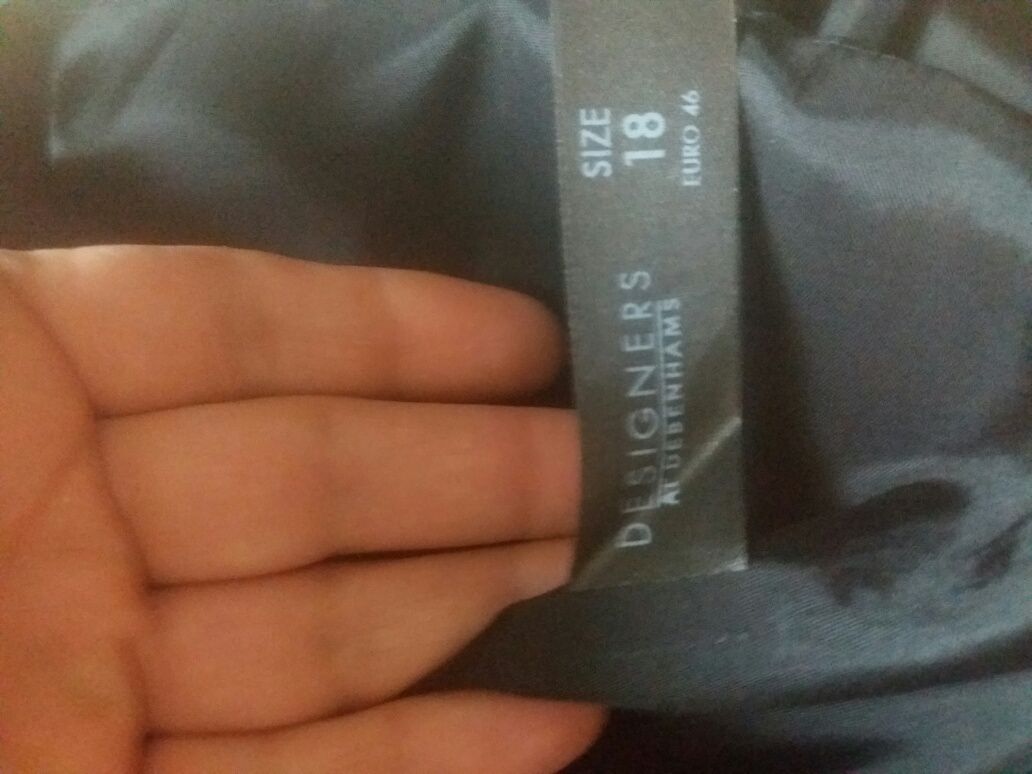 DESIGNERS
AT DEBENHAMS
SIZE
18
EURO 46